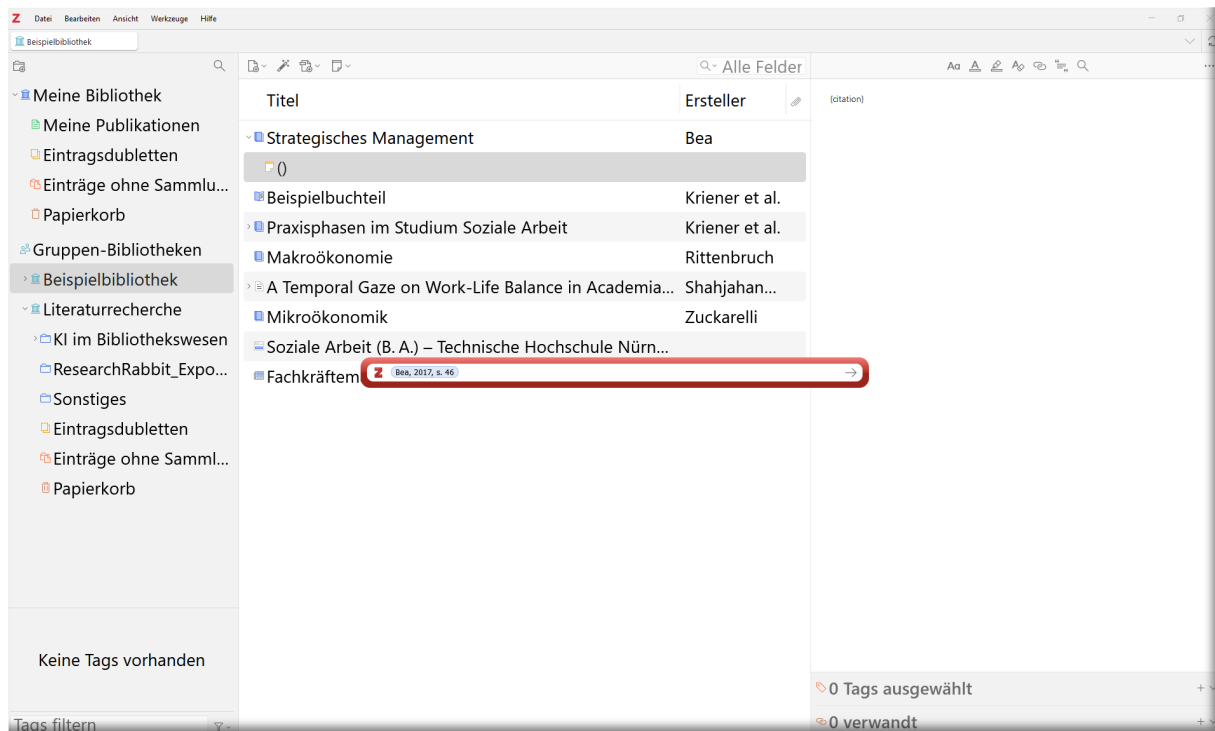 Z Datei Bearbeiten Ansicht Werkzeuge Hilfe
Beispielbibliothek
Alle Felder
Aa A
Meine Bibliothek
Meine Publikationen
Eintragsdubletten
Einträge ohne Sammlu...
Papierkorb
Gruppen-Bibliotheken
Beispielbibliothek
Literaturrecherche
KI im Bibliothekswesen
ResearchRabbit_Expo...
Sonstiges
Eintragsdubletten
Einträge ohne Samml...
Papierkorb
Keine Tags vorhanden
Tags filtern
Titel Ersteller
Strategisches Management Bea
()
Beispielbuchteil Kriener et al.
Praxisphasen im Studium Soziale Arbeit Kriener et al.
Makroökonomie Rittenbruch
A Temporal Gaze on Work-Life Balance in Academia... Shahjahan...
Mikroökonomik Zuckarelli
Soziale Arbeit (B. A.) – Technische Hochschule Nürn...
Fachkräftem
Z Bea, 2017, s. 46
{citation}
0 Tags ausgewählt
0 verwandt